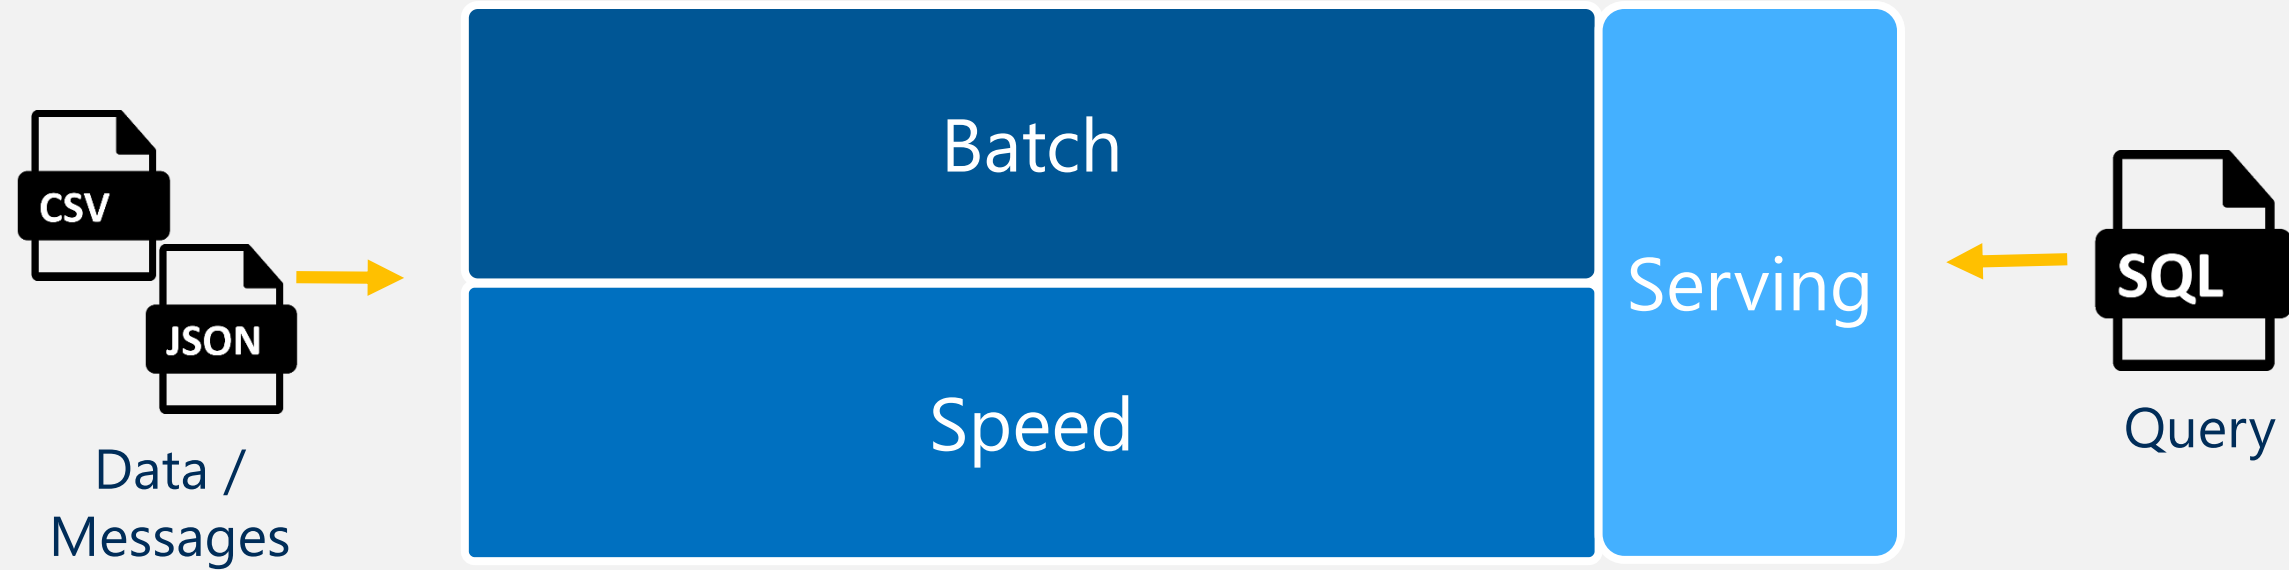 CSV
JSON
Data /
Messages
Batch
Speed
Serving
SQL
Query